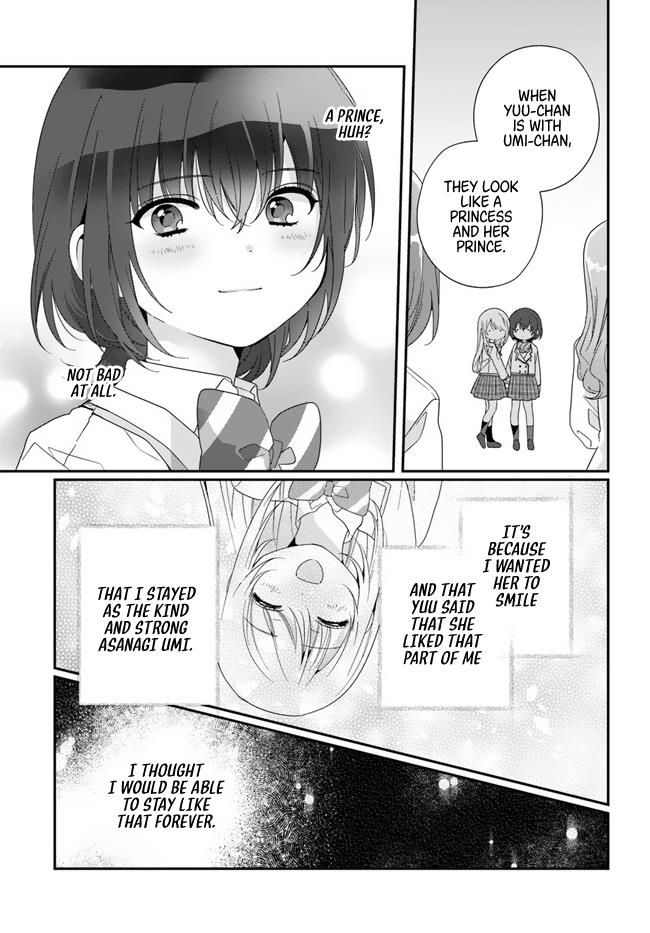 WHEN
YUU-CHAN
IS WITH
UMI-CHAN,
THEY LOOK
LIKE A
PRINCESS
AND HER
PRINCE.
A PRINCE,
HUH?
NOT BAD
AT ALL.
IT'S
BECAUSE
I WANTED
HER TO
SMILE
AND THAT
YUU SAID
THAT SHE
LIKED THAT
PART OF ME
THAT I STAYED
AS THE KIND
AND STRONG
ASANAGI UMI.
I THOUGHT
I WOULD BE ABLE
TO STAY LIKE
THAT FOREVER.